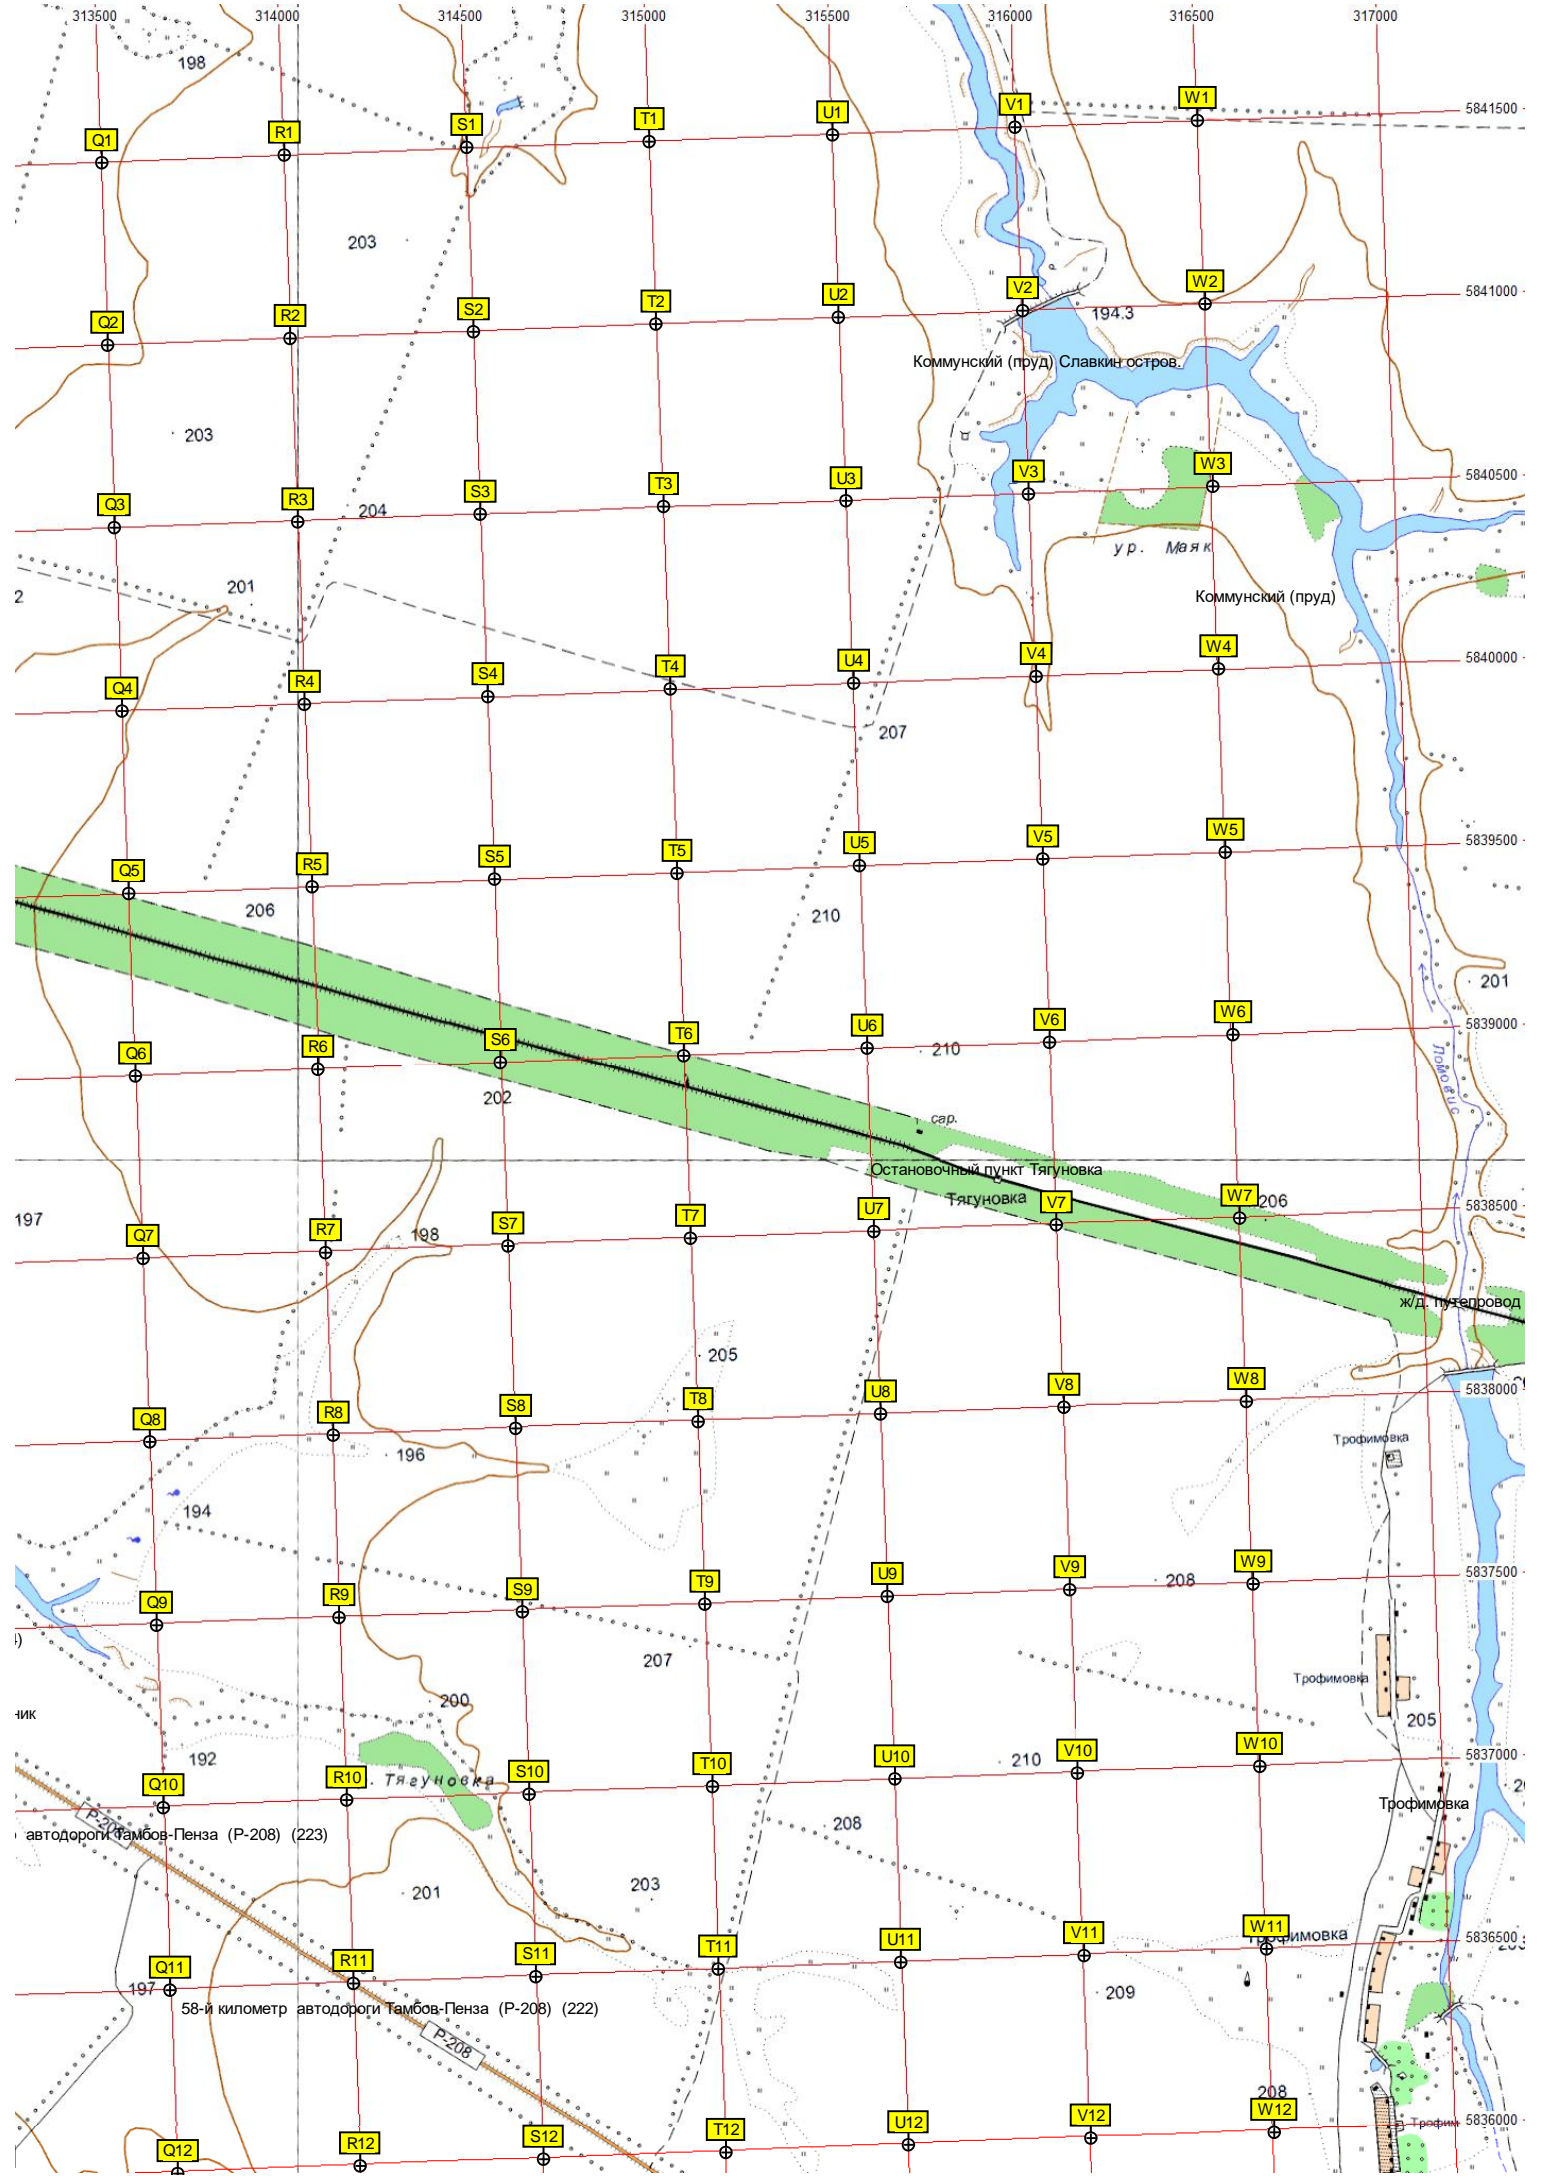 313500 314000 314500 315000 315500 316000 316500 317000
198
Q1 R1 S1 T1 U1 V1 W1 5841500
203
Q2 R2 S2 T2 U2 V2 W2 5841000
194.3
Коммунский (пруд) Славкин остров.
203
Q3 R3 S3 T3 U3 V3 W3 5840500
204
ур. Маяк
201
2
Коммунский (пруд)
Q4 R4 S4 T4 U4 V4 W4 5840000
207
Q5 R5 S5 T5 U5 V5 W5 5839500
206
210
201
Q6 R6 S6 T6 U6 V6 W6 5839000
210
Ломовис
202
сар.
Остановочный пункт Тягуновка
Тягуновка
206
197
Q7 R7 S7 T7 U7 V7 W7 5838500
198
ж/д. путепровод
205
Q8 R8 S8 T8 U8 V8 W8 5838000
Трофимовка
196
194
Q9 R9 S9 T9 U9 V9 W9 5837500
208
207
Трофимовка
200
205
ник
192
Q10 R10 S10 T10 U10 V10 W10 5837000
210
. Тягуновка
Трофимовка
Р-208
автодороги Тамбов-Пенза (Р-208) (223)
208
201
203
Q11 R11 S11 T11 U11 V11 W11 5836500
Трофимовка
197
209
58-й километр автодороги Тамбов-Пенза (Р-208) (222)
Р-208
208
Q12 R12 S12 T12 U12 V12 W12 5836000
Трофим